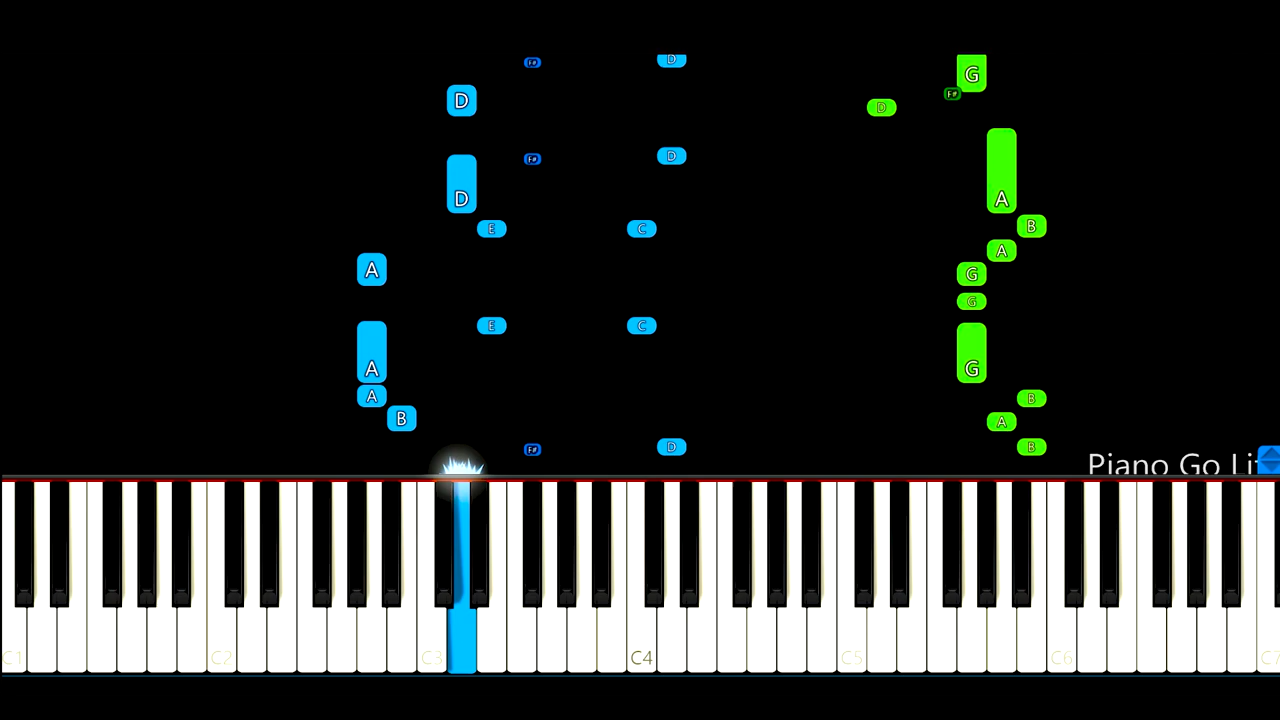 F# D G
D F#
D
D F# D A
E C B
A A
G
G
A E C G
A B
B A
F# D B
Piano Go Li
C1 C2 C3 C4 C5 C6 C7